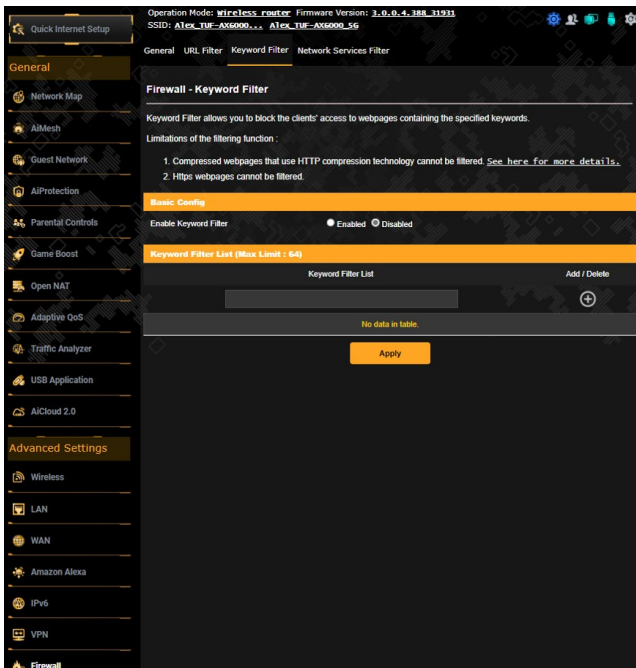 Operation Mode: Wireless router Firmware Version: 3.0.0.4.388_31931
SSID: Alex_TUF-AX6000... Alex_TUF-AX6000_5G
Quick Internet Setup
General URL Filter Keyword Filter Network Services Filter
General
Network Map
AiMesh
Guest Network
AiProtection
Parental Controls
Game Boost
Open NAT
Adaptive QoS
Traffic Analyzer
USB Application
AiCloud 2.0
Advanced Settings
Wireless
LAN
WAN
Amazon Alexa
IPv6
VPN
Firewall
Firewall - Keyword Filter
Keyword Filter allows you to block the clients' access to webpages containing the specified keywords.
Limitations of the filtering function :
1. Compressed webpages that use HTTP compression technology cannot be filtered. See here for more details.
2. Https webpages cannot be filtered.
Basic Config
Enable Keyword Filter Enabled Disabled
Keyword Filter List (Max Limit : 64)
Keyword Filter List Add / Delete
No data in table.
Apply